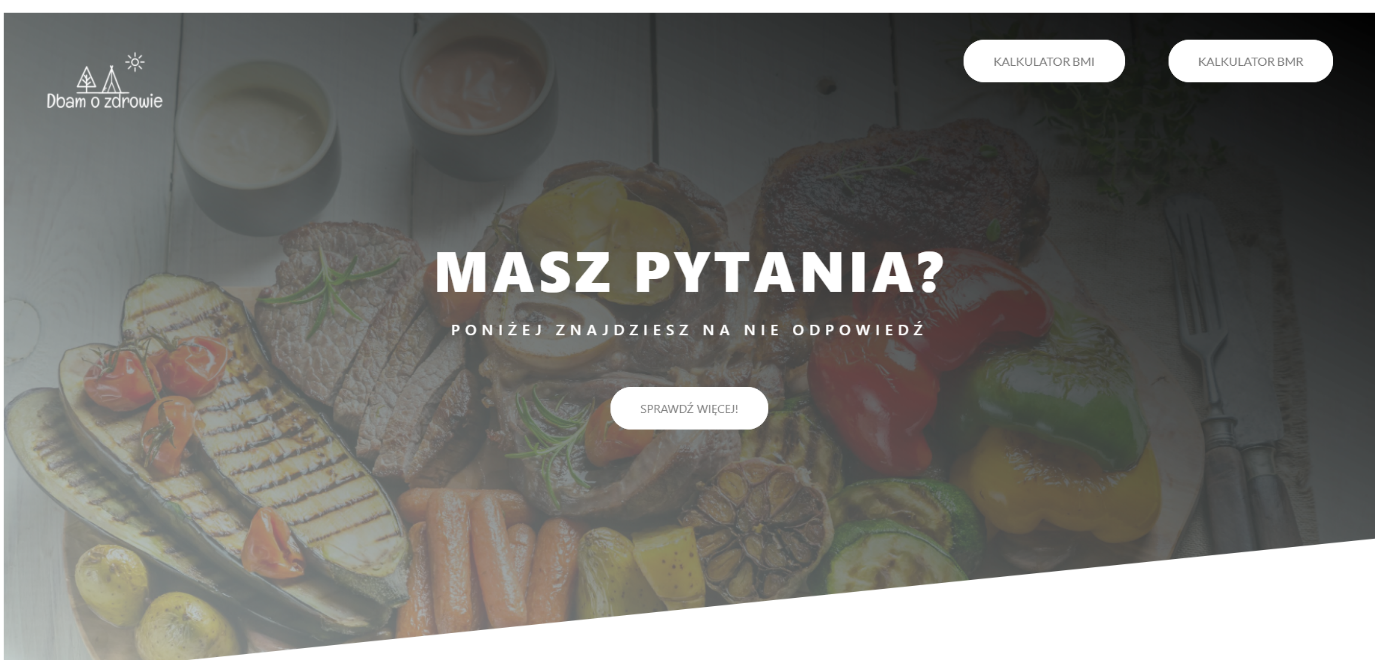 Dbam o zdrowie
KALKULATOR BMI
KALKULATOR BMR
MASZ PYTANIA?
PONIŻEJ ZNAJDZIESZ NA NIE ODPOWIEDŹ
SPRAWDŹ WIĘCEJ!